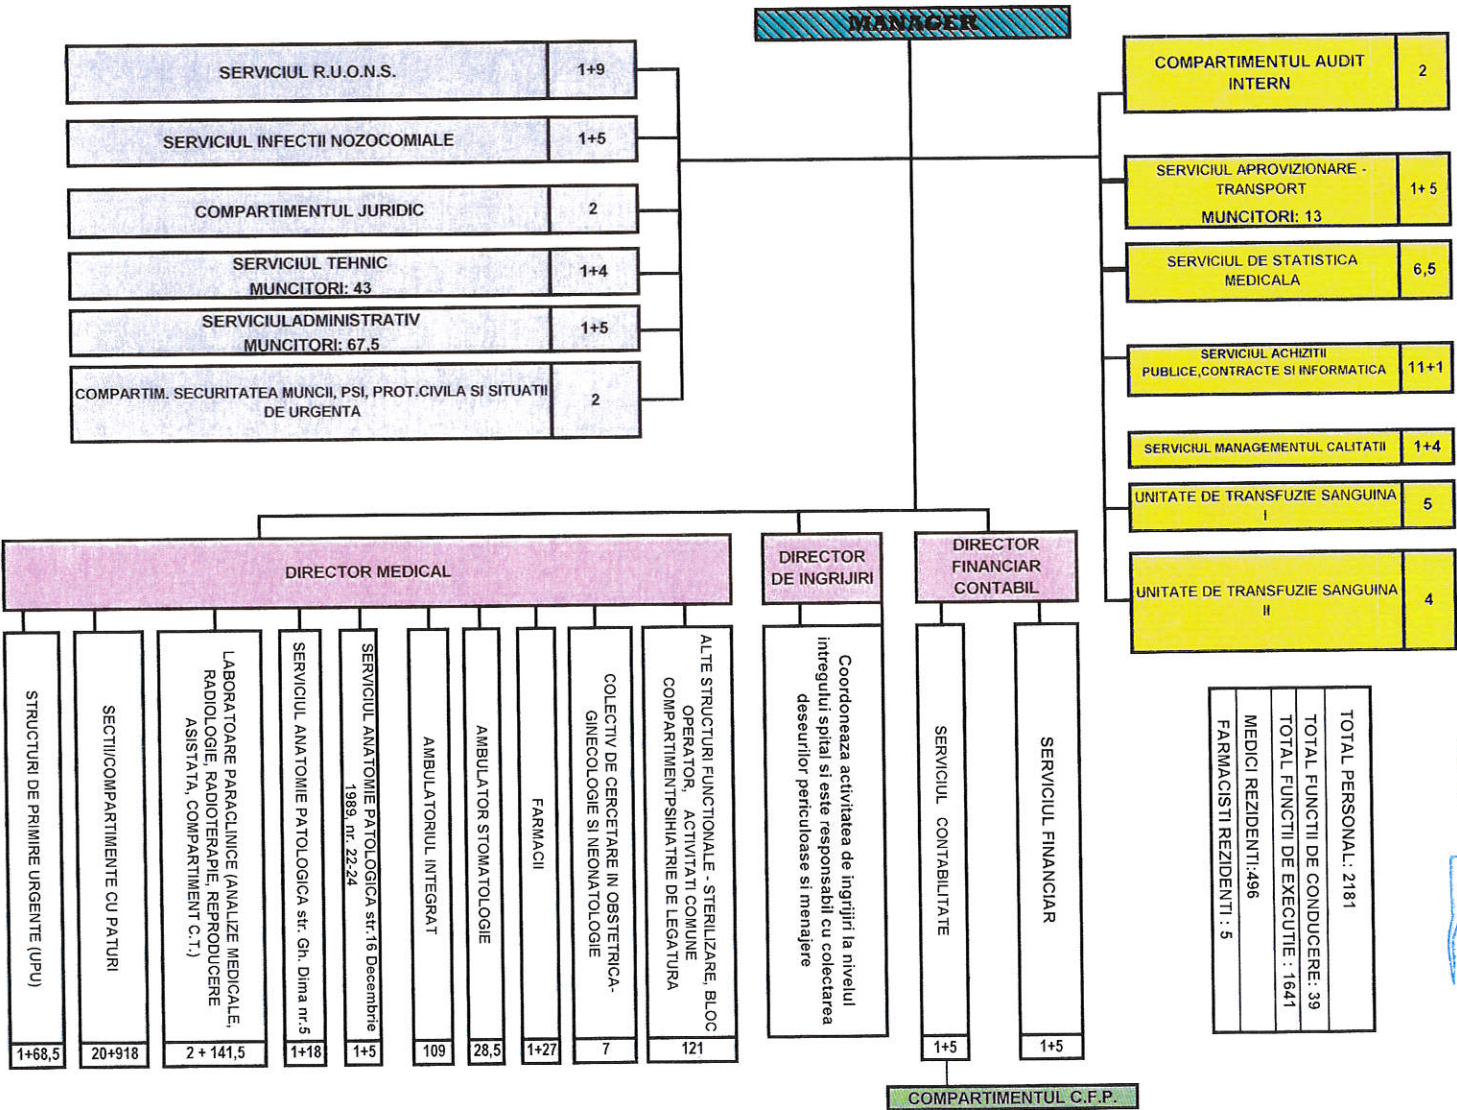 MANAGER
SERVICIUL R.U.O.N.S.
1+9
SERVICIUL INFECTII NOZOCOMIALE
1+5
COMPARTIMENTUL JURIDIC
2
SERVICIUL TEHNIC
MUNCITORI: 43
1+4
SERVICIULADMINISTRATIV
MUNCITORI: 67,5
1+5
COMPARTIM. SECURITATEA MUNCII, PSI, PROT.CIVILA SI SITUATII
DE URGENTA
2
COMPARTIMENTUL AUDIT
INTERN
2
SERVICIUL APROVIZIONARE -
TRANSPORT
MUNCITORI: 13
1+ 5
SERVICIUL DE STATISTICA
MEDICALA
6,5
SERVICIUL ACHIZITII
PUBLICE,CONTRACTE SI INFORMATICA
11+1
SERVICIUL MANAGEMENTUL CALITATII
1+4
UNITATE DE TRANSFUZIE SANGUINA
I
5
UNITATE DE TRANSFUZIE SANGUINA
II
4
DIRECTOR MEDICAL
DIRECTOR
DE INGRIJIRI
DIRECTOR
FINANCIAR
CONTABIL
STRUCTURI DE PRIMIRE URGENTE (UPU)
1+68,5
SECTII/COMPARTIMENTE CU PATURI
20+918
LABORATOARE PARACLINICE (ANALIZE MEDICALE,
RADIOLOGIE, RADIOTERAPIE, REPRODUCERE
ASISTATA, COMPARTIMENT C.T.)
2 + 141,5
SERVICIUL ANATOMIE PATOLOGICA str. Gh. Dima nr.5
1+18
SERVICIUL ANATOMIE PATOLOGICA str.16 Decembrie
1989, nr. 22-24
1+5
AMBULATORIUL INTEGRAT
109
AMBULATOR STOMATOLOGIE
28,5
FARMACII
1+27
COLECTIV DE CERCETARE IN OBSTETRICA-
GINECOLOGIE SI NEONATOLOGIE
7
ALTE STRUCTURI FUNCTIONALE - STERILIZARE, BLOC
OPERATOR, ACTIVITATI COMUNE
COMPARTIMENTPSIHIATRIE DE LEGATURA
121
Coordoneaza activitatea de ingrijiri la nivelul
intregului spital si este responsabil cu colectarea
deseurilor periculoase si menajere
SERVICIUL CONTABILITATE
1+5
SERVICIUL FINANCIAR
1+5
COMPARTIMENTUL C.F.P.
TOTAL PERSONAL: 2181
TOTAL FUNCTII DE CONDUCERE: 39
TOTAL FUNCTII DE EXECUTIE : 1641
MEDICI REZIDENTI:496
FARMACISTI REZIDENTI : 5